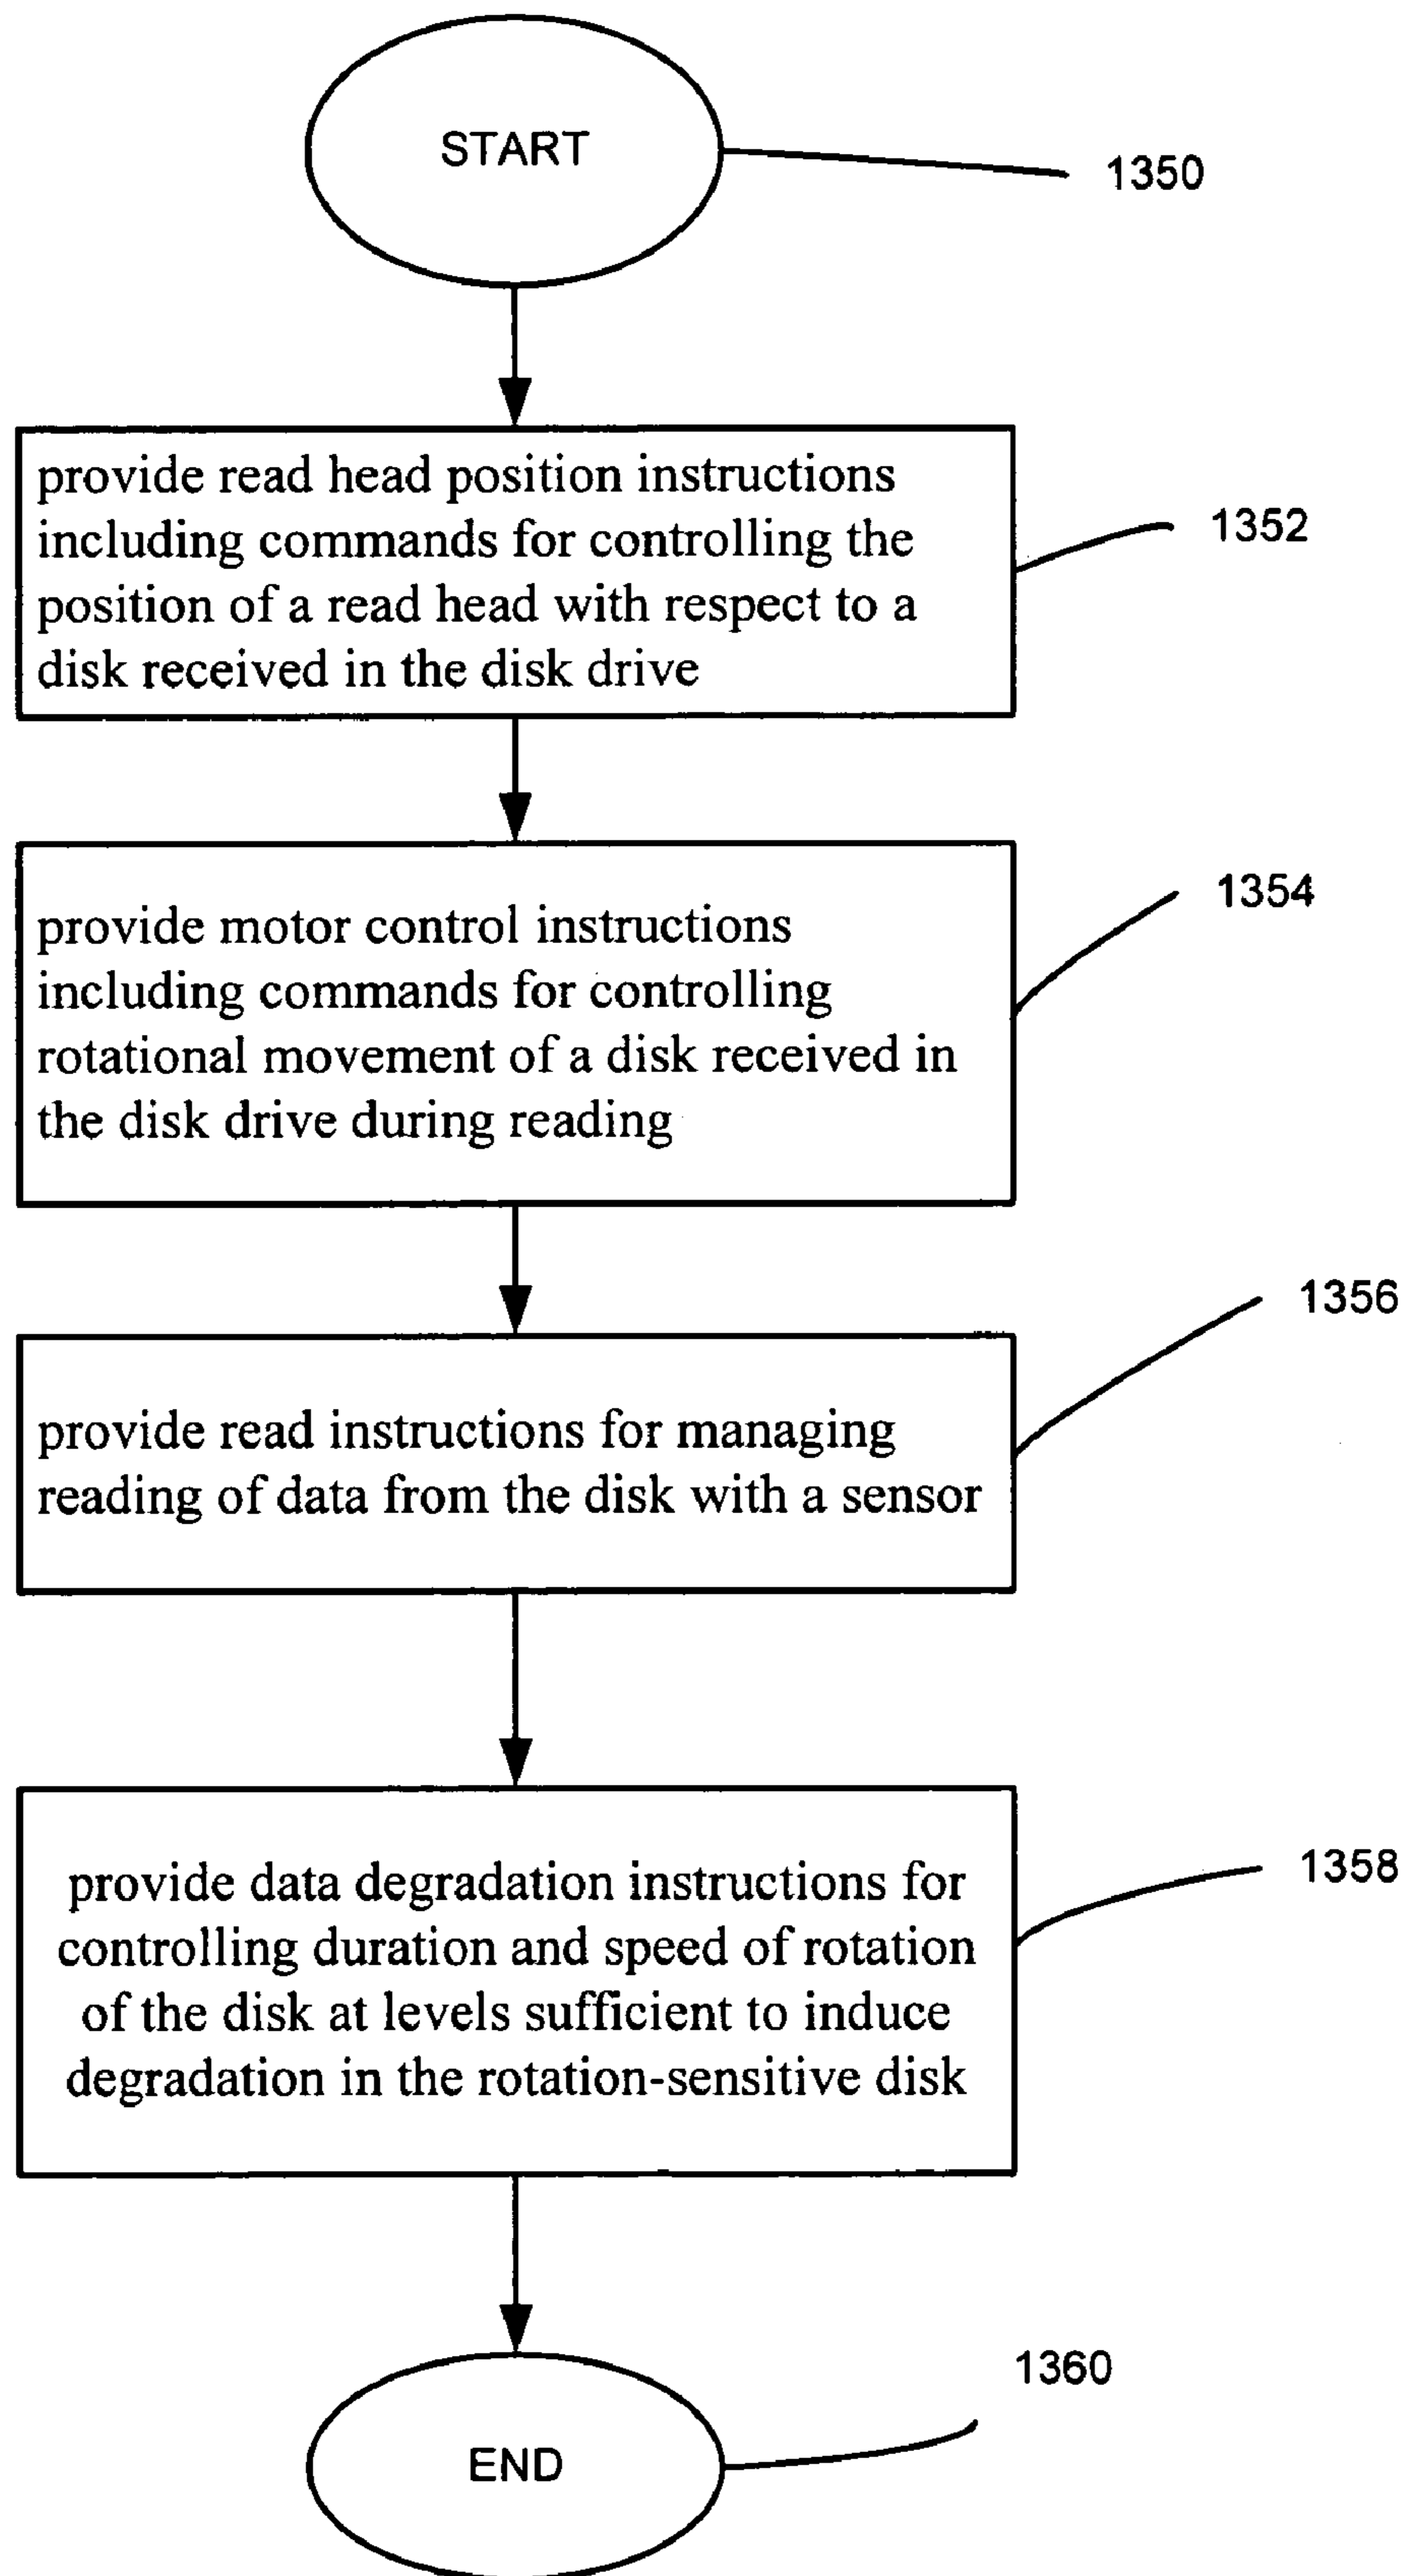 START
1350
provide read head position instructions
including commands for controlling the
position of a read head with respect to a
disk received in the disk drive
1352
provide motor control instructions
including commands for controlling
rotational movement of a disk received in
the disk drive during reading
1354
provide read instructions for managing
reading of data from the disk with a sensor
1356
provide data degradation instructions for
controlling duration and speed of rotation
of the disk at levels sufficient to induce
degradation in the rotation-sensitive disk
1358
END
1360